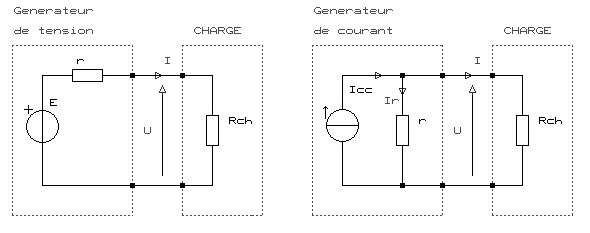 Generateur
de tension
CHARGE
r
I
+
E
U
Rch
Generateur
de courant
CHARGE
I
Icc
Ir
r
U
Rch